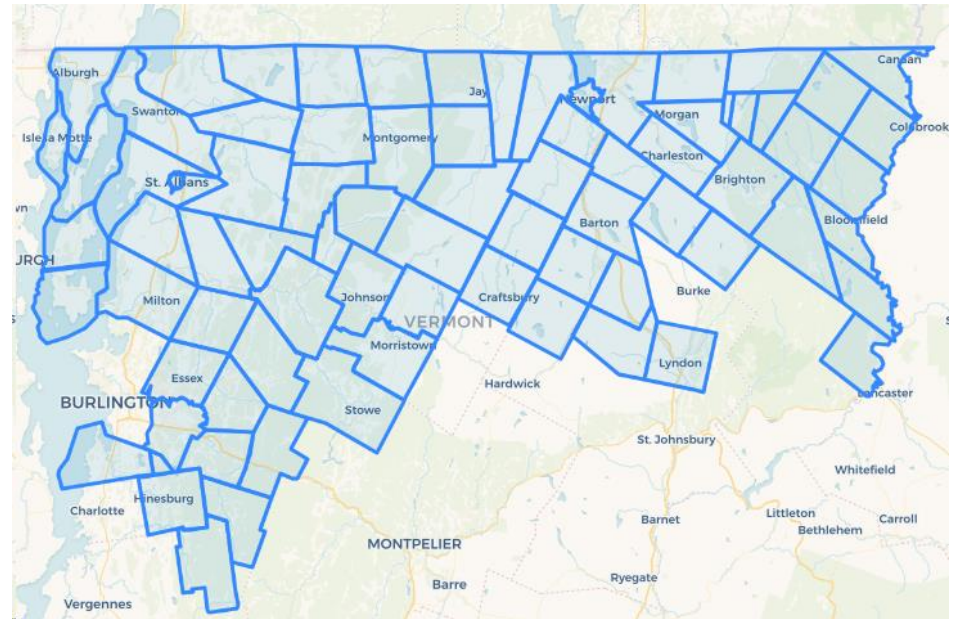 Alburgh
Canaan
Jay
Newport
Swanton
Morgan
Colebrook
Isle la Motte
Montgomery
Charleston
St. Albans
Brighton
Barton
Bloomfield
URGH
Milton
Johnson
Craftsbury
Burke
VERMONT
Morristown
Lyndon
Essex
Hardwick
BURLINGTON
Stowe
Lancaster
St. Johnsbury
Whitefield
Hinesburg
Charlotte
Barnet
Littleton
Carroll
Bethlehem
MONTPELIER
Ryegate
Barre
Vergennes